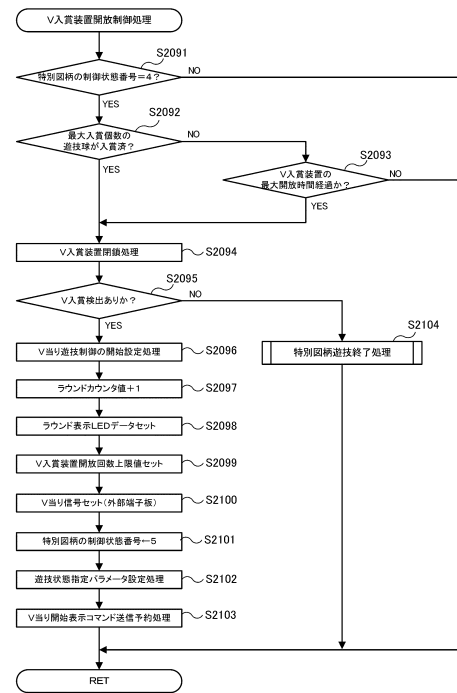 V入賞装置開放制御処理
S2091
特別図柄の制御状態番号=4?
NO
YES
S2092
最大入賞個数の
遊技球が入賞済?
NO
YES
S2093
V入賞装置の
最大開放時間経過か?
NO
YES
V入賞装置閉鎖処理
S2094
S2095
V入賞検出ありか?
NO
YES
S2104
特別図柄遊技終了処理
V当り遊技制御の開始設定処理
S2096
ラウンドカウンタ値+1
S2097
ラウンド表示LEDデータセット
S2098
V入賞装置開放回数上限値セット
S2099
V当り信号セット(外部端子板)
S2100
特別図柄の制御状態番号←5
S2101
遊技状態指定パラメータ設定処理
S2102
V当り開始表示コマンド送信予約処理
S2103
RET